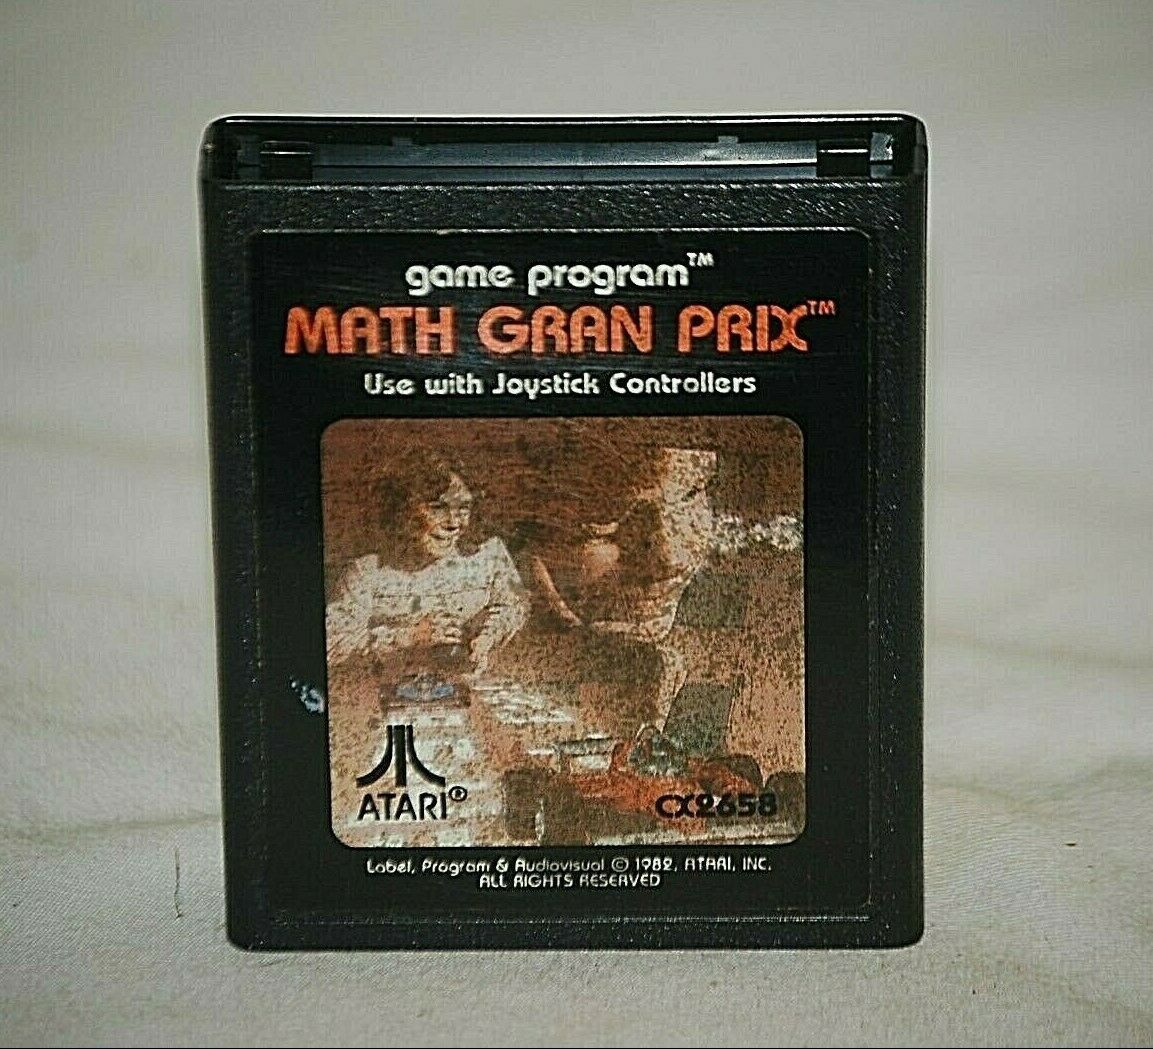 game program™
MATH GRAN PRIX™
Use with Joystick Controllers
ATARI®
CX2658
Label, Program & Audiovisual © 1982, ATARI, INC.
ALL RIGHTS RESERVED